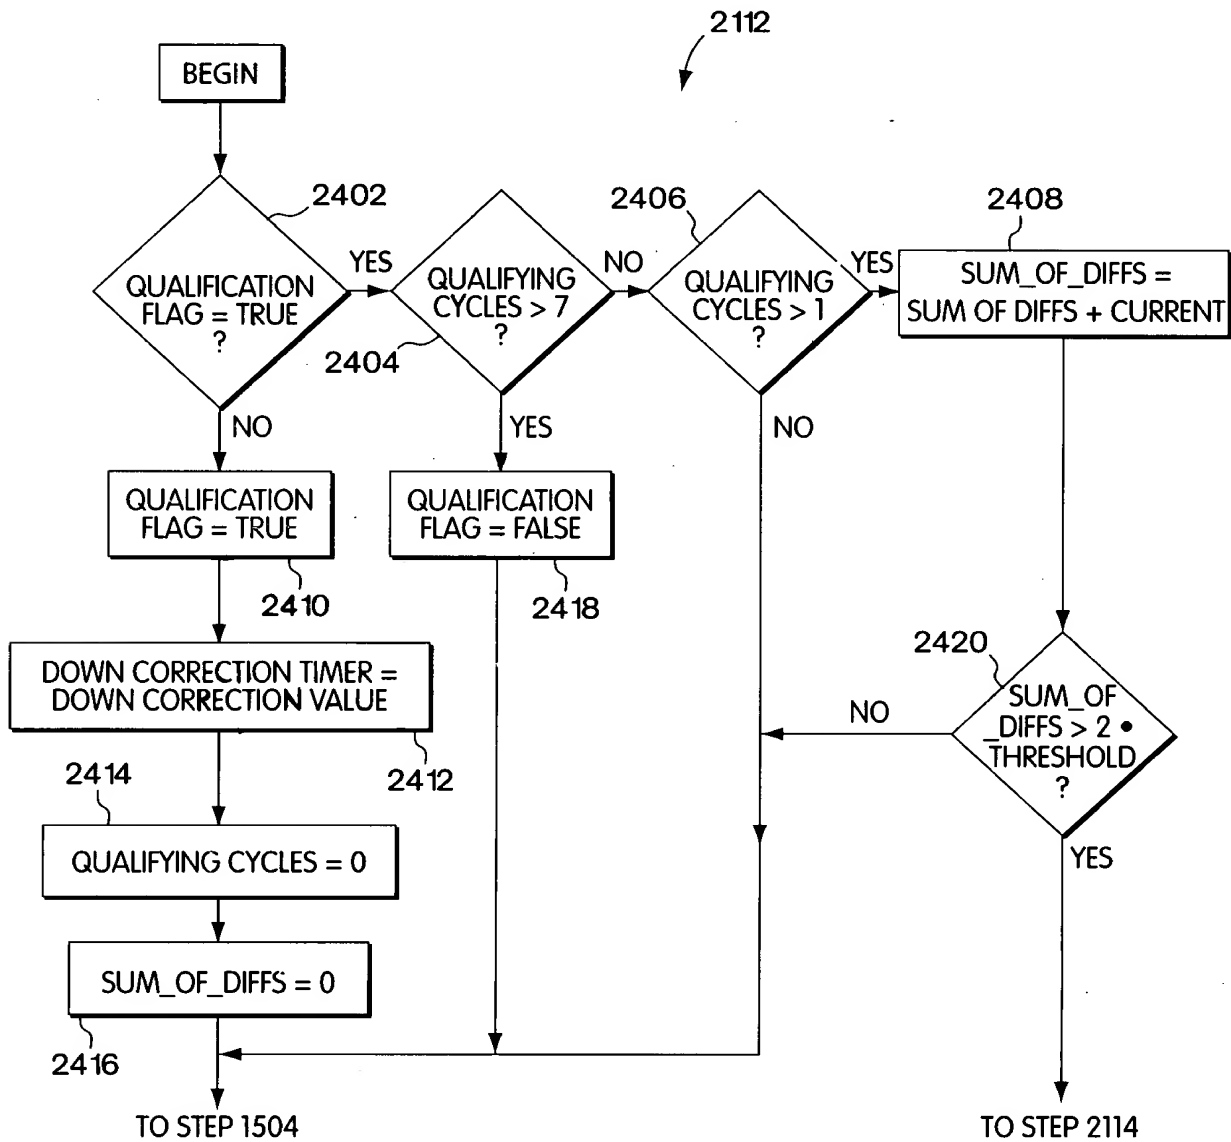 2112
BEGIN
2402
2406
2408
YES
NO
YES
QUALIFICATION
FLAG = TRUE
?
QUALIFYING
CYCLES > 7
?
QUALIFYING
CYCLES > 1
?
SUM_OF_DIFFS =
SUM OF DIFFS + CURRENT
2404
NO
YES
NO
QUALIFICATION
FLAG = TRUE
QUALIFICATION
FLAG = FALSE
2410
2418
2420
DOWN CORRECTION TIMER =
DOWN CORRECTION VALUE
NO
SUM_OF
_DIFFS > 2 •
THRESHOLD
?
2414
2412
QUALIFYING CYCLES = 0
YES
SUM_OF_DIFFS = 0
2416
TO STEP 1504
TO STEP 2114